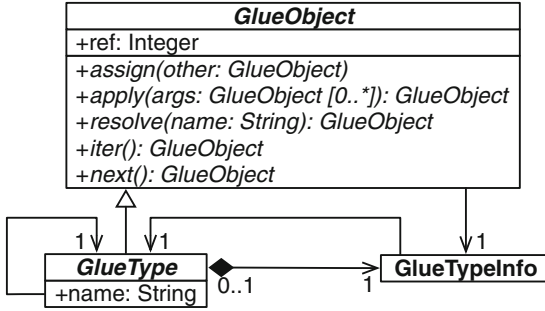 GlueObject
+ref: Integer
+assign(other: GlueObject)
+apply(args: GlueObject [0..*]): GlueObject
+resolve(name: String): GlueObject
+iter(): GlueObject
+next(): GlueObject
1
1
1
GlueType
0..1
1
GlueTypeInfo
+name: String